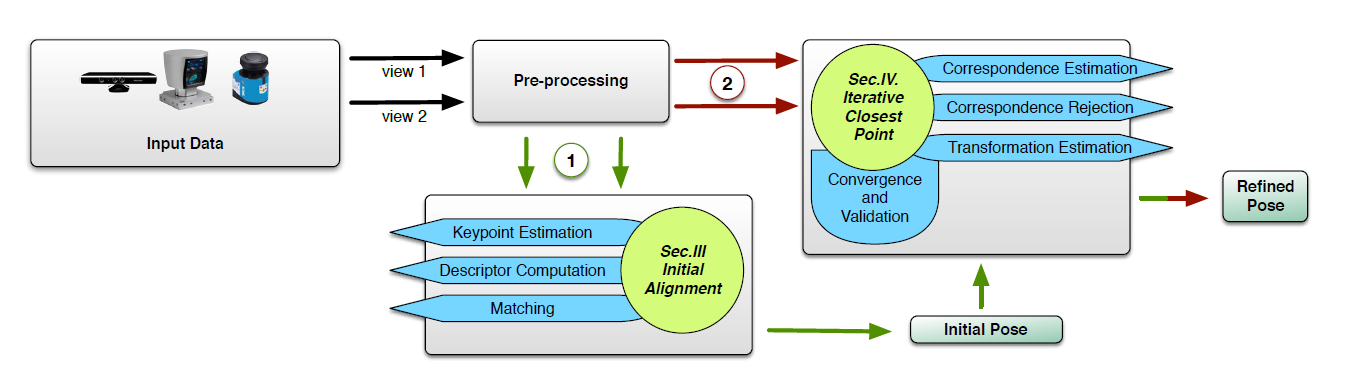 Input Data
view 1
view 2
Pre-processing
1
2
Keypoint Estimation
Descriptor Computation
Matching
Sec.III
Initial
Alignment
Initial Pose
Sec.IV.
Iterative
Closest
Point
Correspondence Estimation
Correspondence Rejection
Transformation Estimation
Convergence
and
Validation
Refined
Pose